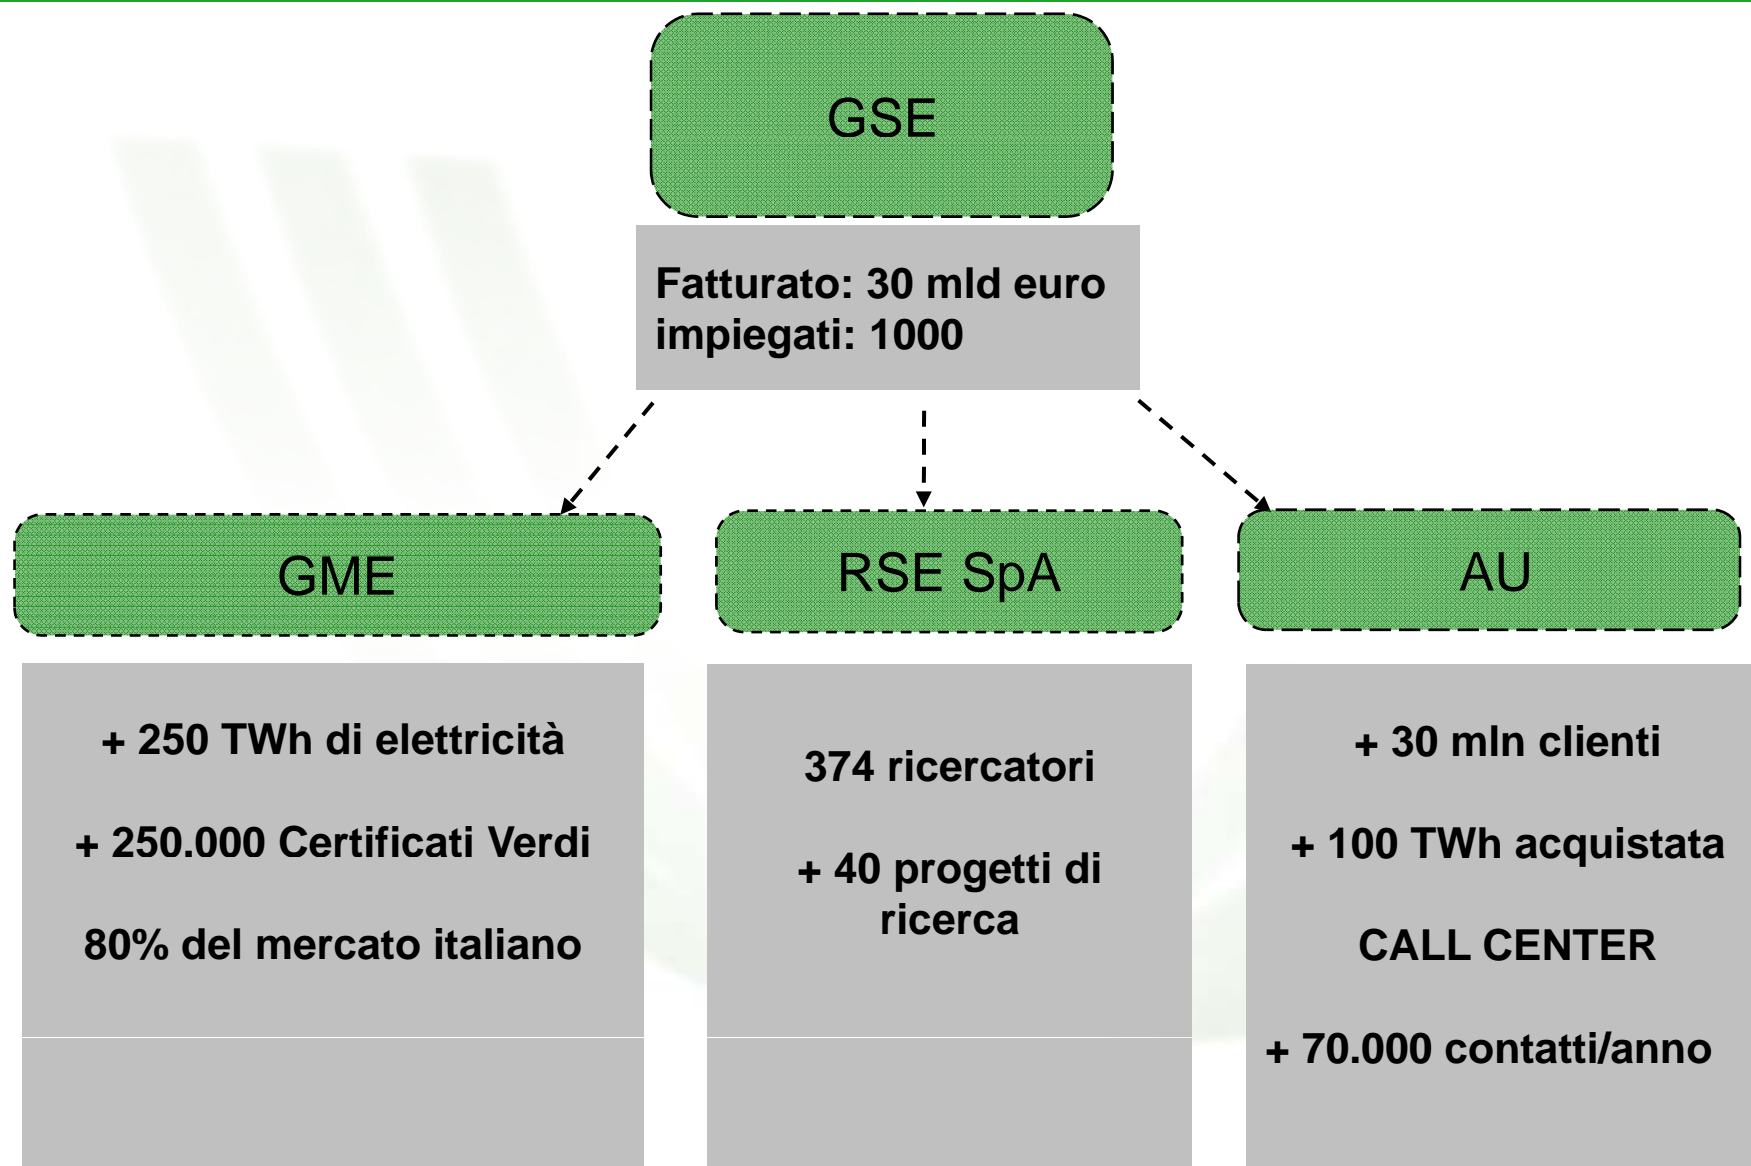 GSE
Fatturato: 30 mld euro
impiegati: 1000
GME
RSE SpA
AU
+ 250 TWh di elettricità
+ 250.000 Certificati Verdi
80% del mercato italiano
374 ricercatori
+ 40 progetti di
ricerca
+ 30 mln clienti
+ 100 TWh acquistata
CALL CENTER
+ 70.000 contatti/anno